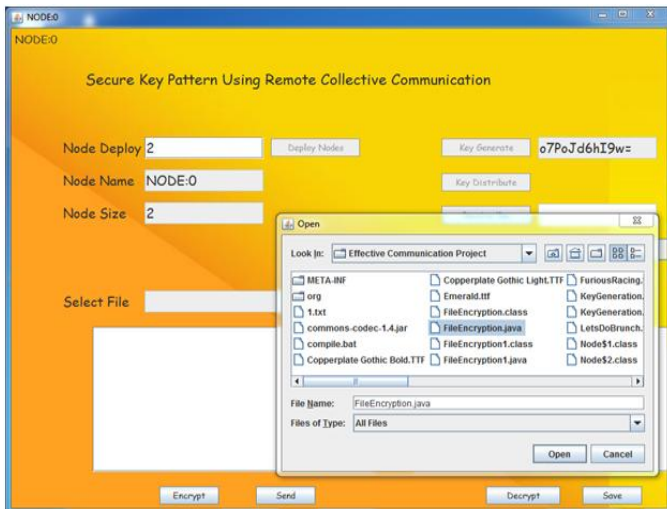 NODE:0
NODE:0
Secure Key Pattern Using Remote Collective Communication
Node Deploy 2 Deploy Nodes Key Generate o7PoJd6hI9w=
Node Name NODE:0 Key Distribute
Node Size 2
Open
Look In: Effective Communication Project
META-INF Copperplate Gothic Light.TTF FuriousRacing.
org Emerald.ttf KeyGeneration.
1.txt FileEncryption.class KeyGeneration.
commons-codec-1.4.jar FileEncryption.java LetsDoBrunch.
compile.bat FileEncryption1.class Node$1.class
Copperplate Gothic Bold.TTF FileEncryption1.java Node$2.class
Select File
File Name: FileEncryption.java
Files of Type: All Files
Open Cancel
Encrypt Send Decrypt Save